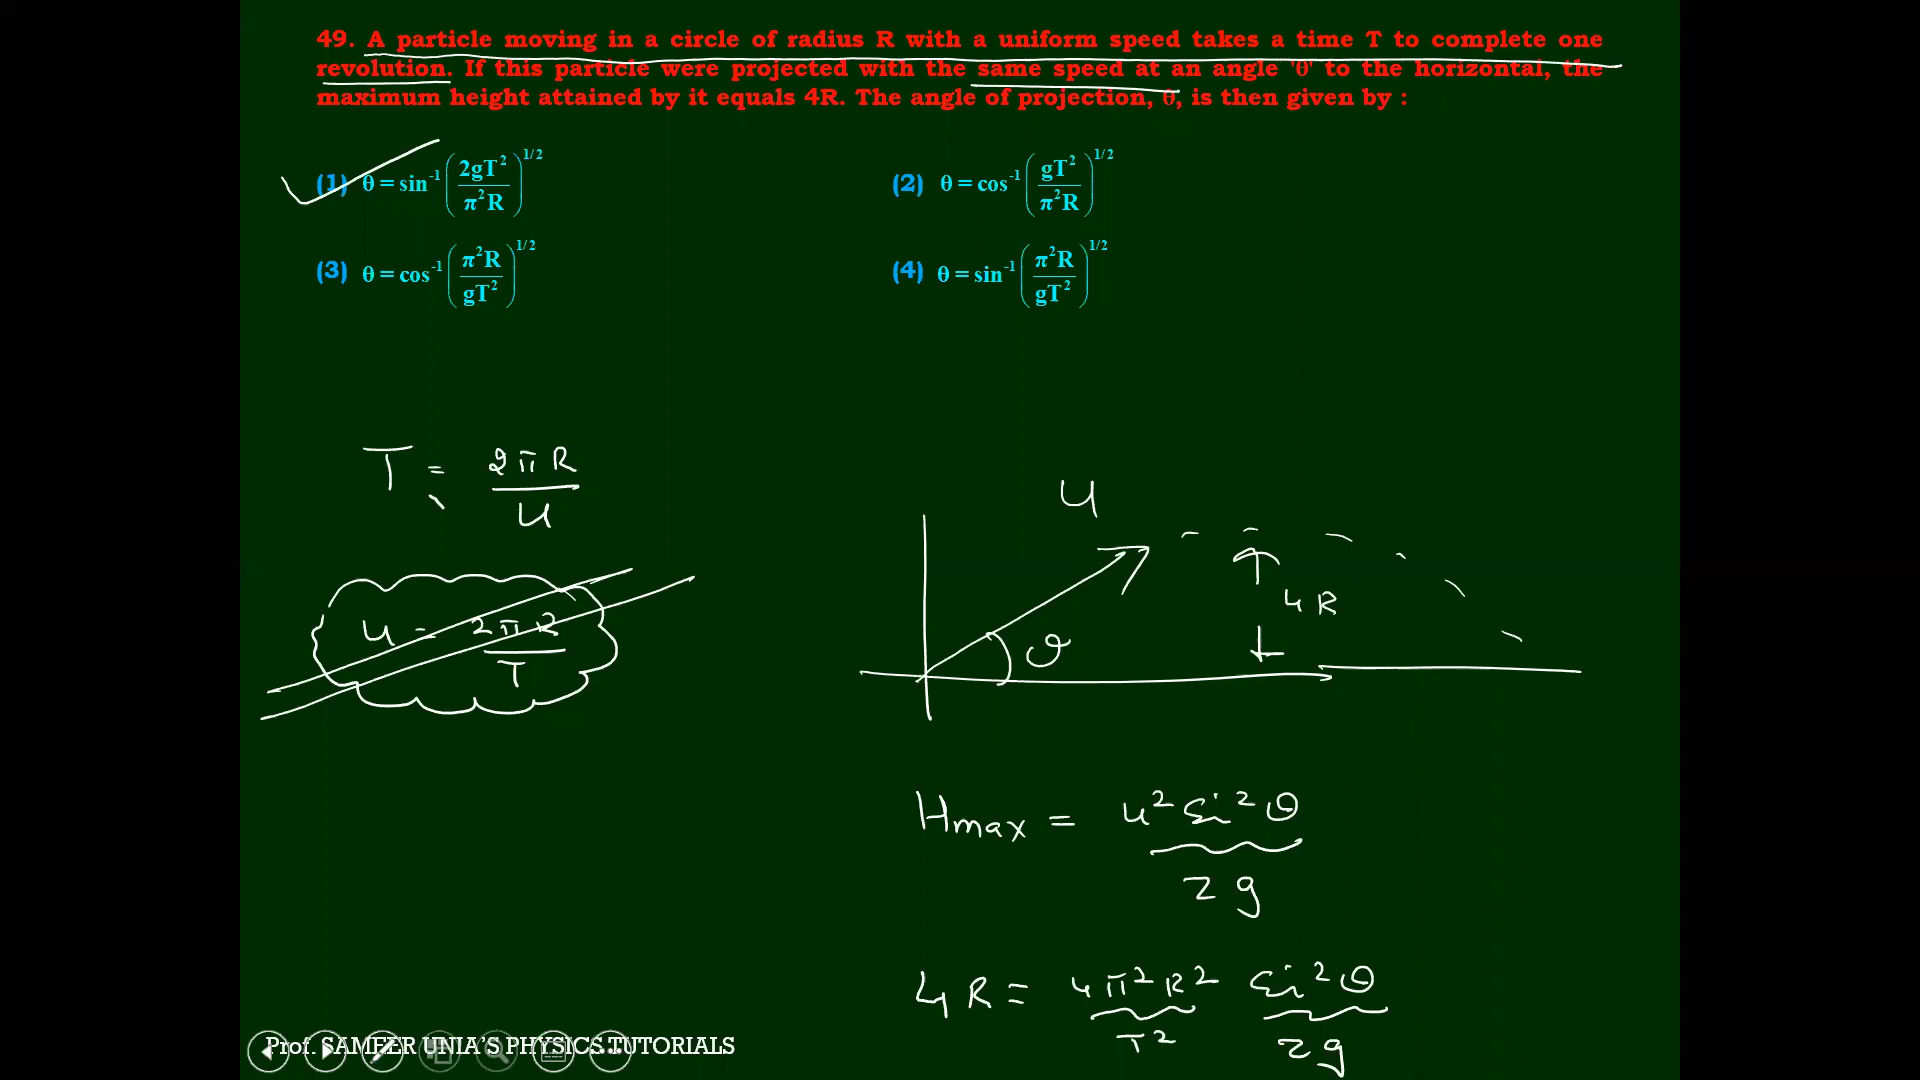 49. A particle moving in a circle of radius R with a uniform speed takes a time T to complete one
revolution. If this particle were projected with the same speed at an angle 'θ' to the horizontal, the
maximum height attained by it equals 4R. The angle of projection, θ, is then given by :
(1) θ = sin⁻¹ (2gT²/π²R)^1/2
(2) θ = cos⁻¹ (gT²/π²R)^1/2
(3) θ = cos⁻¹ (π²R/gT²)^1/2
(4) θ = sin⁻¹ (π²R/gT²)^1/2
T = 2πR/u
u = 2πR/T
u
4R
θ
Hmax = u² sin²θ / 2g
4R = 4π²R²/T² sin²θ/2g
Prof. SAMEER UNIA'S PHYSICS TUTORIALS